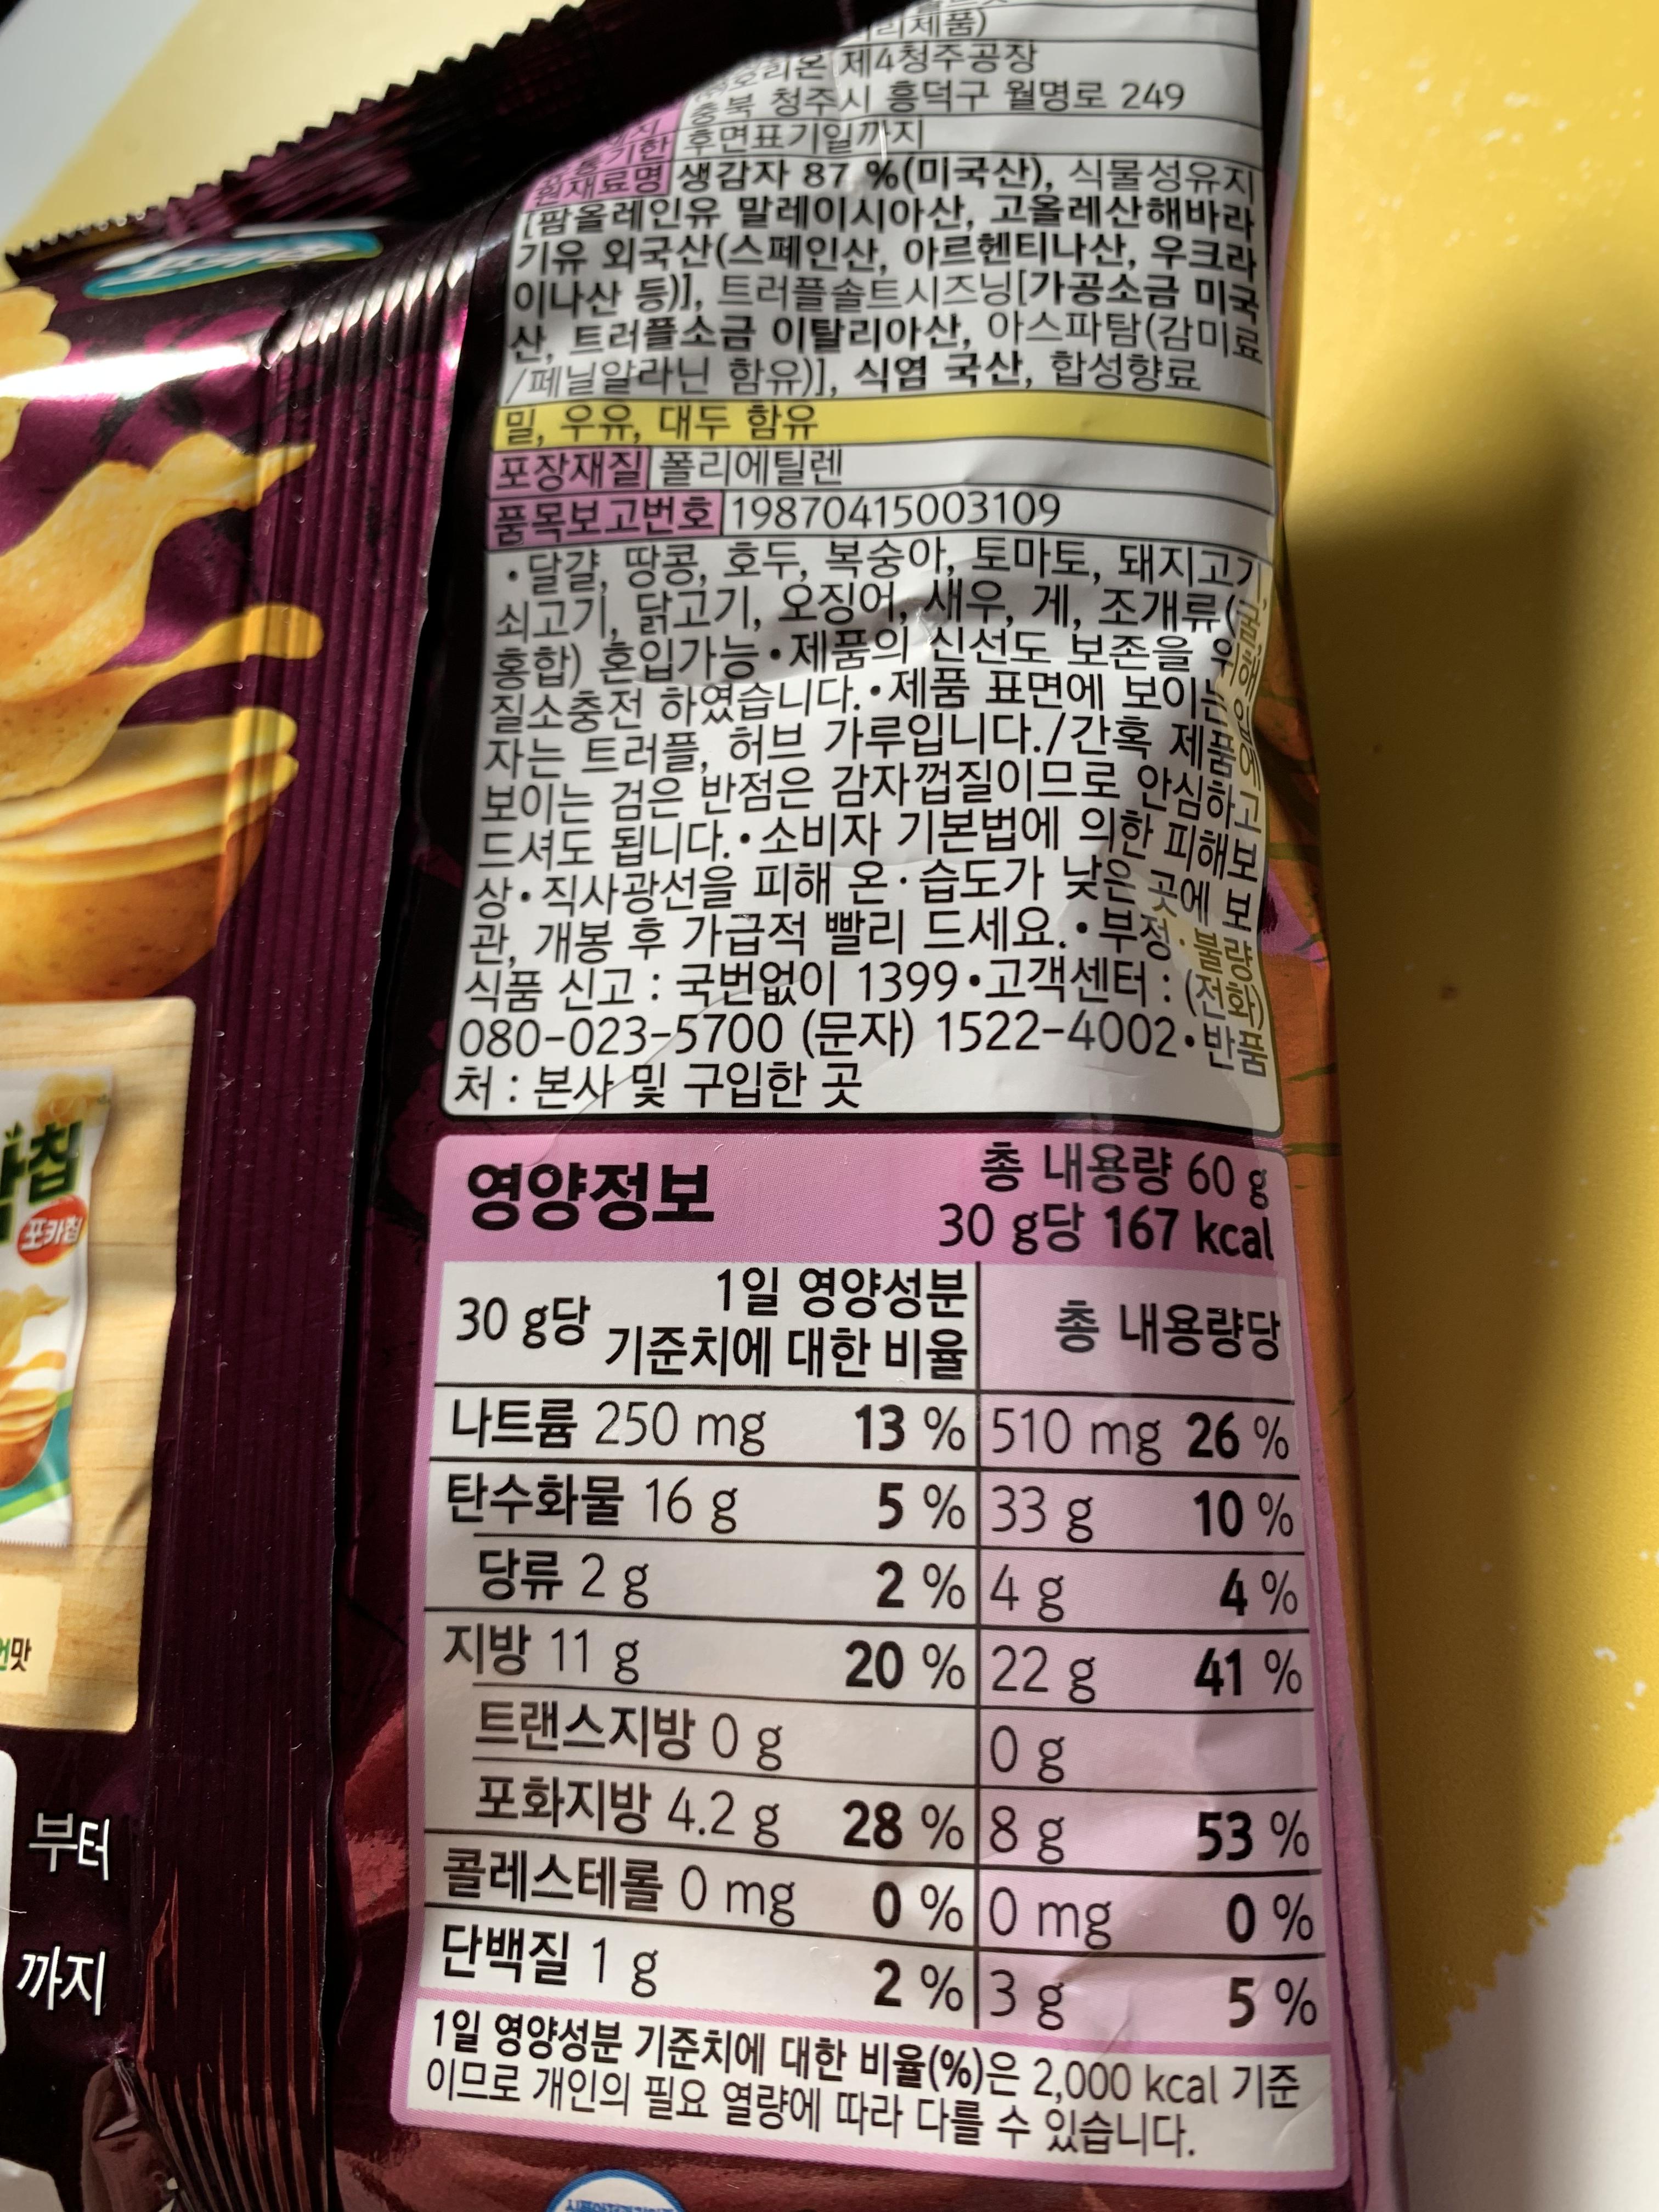 리제품)
오리온 제4청주공장
충북 청주시 흥덕구 월명로 249
후면표기일까지
원재료명 생감자 87 %(미국산), 식물성유지
[팜올레인유 말레이시아산, 고올레산해바라
기유 외국산(스페인산, 아르헨티나산, 우크라
이나산 등)], 트러플솔트시즈닝[가공소금 미국
산, 트러플소금 이탈리아산, 아스파탐(감미료
/페닐알라닌 함유)], 식염 국산, 합성향료
밀, 우유, 대두 함유
포장재질 폴리에틸렌
품목보고번호 19870415003109
•달걀, 땅콩, 호두, 복숭아, 토마토, 돼지고기,
쇠고기, 닭고기, 오징어, 새우, 게, 조개류(굴,
홍합) 혼입가능•제품의 신선도 보존을 위해
질소충전 하였습니다.•제품 표면에 보이는 입
자는 트러플, 허브 가루입니다./간혹 제품에
보이는 검은 반점은 감자껍질이므로 안심하고
드셔도 됩니다.•소비자 기본법에 의한 피해보
상•직사광선을 피해 온·습도가 낮은 곳에 보
관, 개봉 후 가급적 빨리 드세요.•부정·불량
식품 신고 : 국번없이 1399•고객센터 : (전화)
080-023-5700 (문자) 1522-4002•반품
처 : 본사 및 구입한 곳
영양정보
총 내용량 60 g
30 g당 167 kcal
30 g당 1일 영양성분 기준치에 대한 비율 총 내용량당
나트륨 250 mg 13 % 510 mg 26 %
탄수화물 16 g 5 % 33 g 10 %
당류 2 g 2 % 4 g 4 %
지방 11 g 20 % 22 g 41 %
트랜스지방 0 g 0 g
포화지방 4.2 g 28 % 8 g 53 %
콜레스테롤 0 mg 0 % 0 mg 0 %
단백질 1 g 2 % 3 g 5 %
1일 영양성분 기준치에 대한 비율(%)은 2,000 kcal 기준
이므로 개인의 필요 열량에 따라 다를 수 있습니다.
칩
포카칩
맛
부터
까지